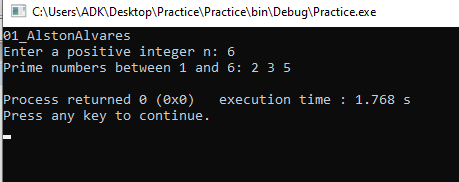 C:\Users\ADK\Desktop\Practice\Practice\bin\Debug\Practice.exe
01_AlstonAlvares
Enter a positive integer n: 6
Prime numbers between 1 and 6: 2 3 5
Process returned 0 (0x0)   execution time : 1.768 s
Press any key to continue.